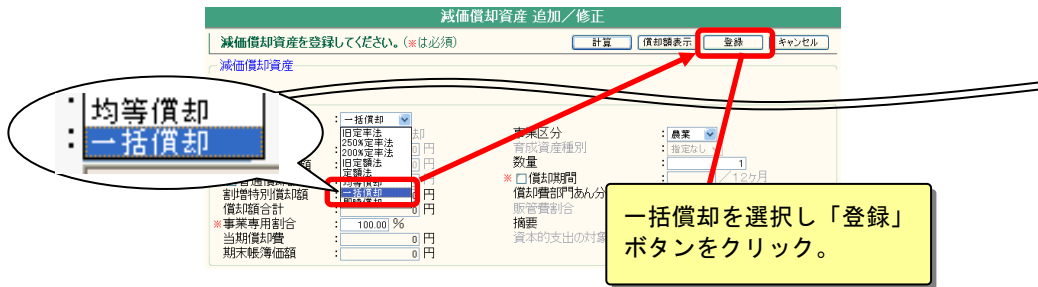 減価償却資産 追加／修正
減価償却資産を登録してください。(※は必須)
計算 償却額表示 登録 キャンセル
減価償却資産
均等償却
：一括償却
：一括償却
旧定率法
250%定率法
200%定率法
旧定額法
定額法
均等償却
一括償却
即時償却
事業区分 ：農業
育成資産種別 ：指定なし
数量 ： 1
※ 償却期間 ： ／12ヶ月
償却費部門あん分
販管費割合
摘要
資本的支出の対象
割増特別償却額 0 円
償却額合計 ： 0 円
※事業専用割合 ： 100.00 %
当期償却費 ： 0 円
期末帳簿価額 ： 0 円
一括償却を選択し「登録」
ボタンをクリック。